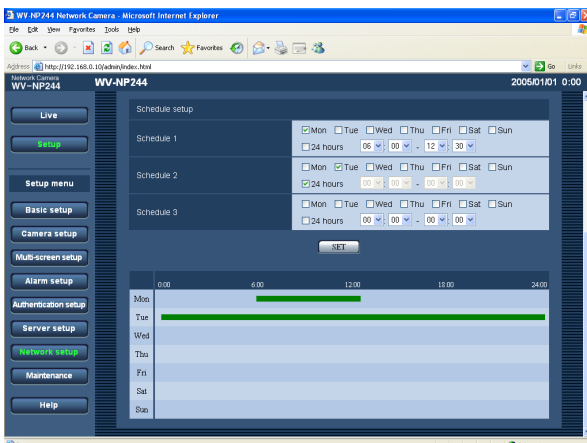 WV-NP244 Network Camera - Microsoft Internet Explorer
File Edit View Favorites Tools Help
Back Search Favorites
Address http://192.168.0.10/admin/index.html Go Links
Network Camera
WV-NP244 WV-NP244 2005/01/01 0:00
Live
Setup
Setup menu
Basic setup
Camera setup
Multi-screen setup
Alarm setup
Authentication setup
Server setup
Network setup
Maintenance
Help
Schedule setup
Schedule 1 Mon Tue Wed Thu Fri Sat Sun
24 hours 06 : 00 - 12 : 30
Schedule 2 Mon Tue Wed Thu Fri Sat Sun
24 hours 00 : 00 - 00 : 00
Schedule 3 Mon Tue Wed Thu Fri Sat Sun
24 hours 00 : 00 - 00 : 00
SET
0:00 6:00 12:00 18:00 24:00
Mon
Tue
Wed
Thu
Fri
Sat
Sun